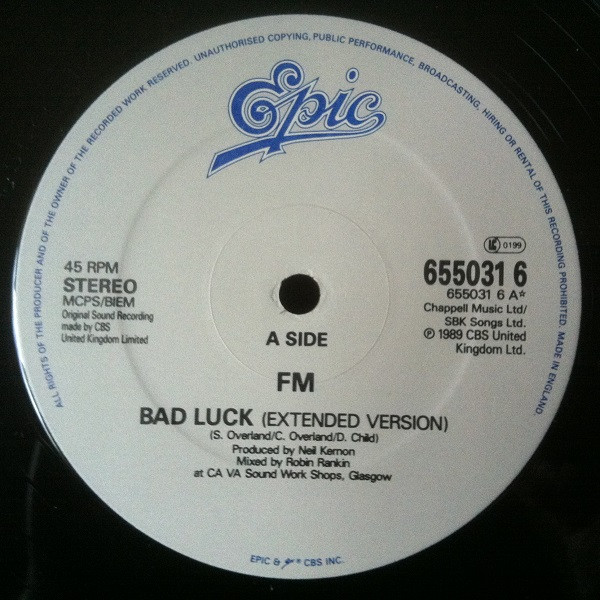 ALL RIGHTS OF THE PRODUCER AND OF THE OWNER OF THE RECORDED WORK RESERVED. UNAUTHORISED COPYING, PUBLIC PERFORMANCE, BROADCASTING, HIRING OR RENTAL OF THIS RECORDING PROHIBITED. MADE IN ENGLAND.
Epic
45 RPM
STEREO
MCPS/BIEM
Original Sound Recording
made by CBS
United Kingdom Limited
LC 0199
655031 6
655031 6 A☆
Chappell Music Ltd/
SBK Songs Ltd.
℗ 1989 CBS United
Kingdom Ltd.
A SIDE
FM
BAD LUCK (EXTENDED VERSION)
(S. Overland/C. Overland/D. Child)
Produced by Neil Kernon
Mixed by Robin Rankin
at CA VA Sound Work Shops, Glasgow
EPIC & CBS INC.